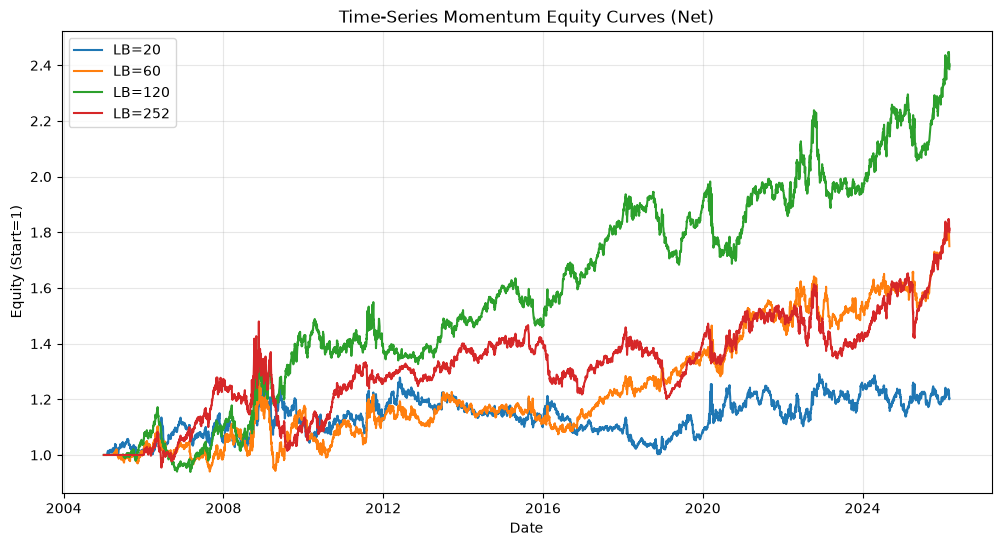 Time-Series Momentum Equity Curves (Net)
LB=20
LB=60
LB=120
LB=252
Equity (Start=1)
2.4
2.2
2.0
1.8
1.6
1.4
1.2
1.0
2004
2008
2012
2016
2020
2024
Date